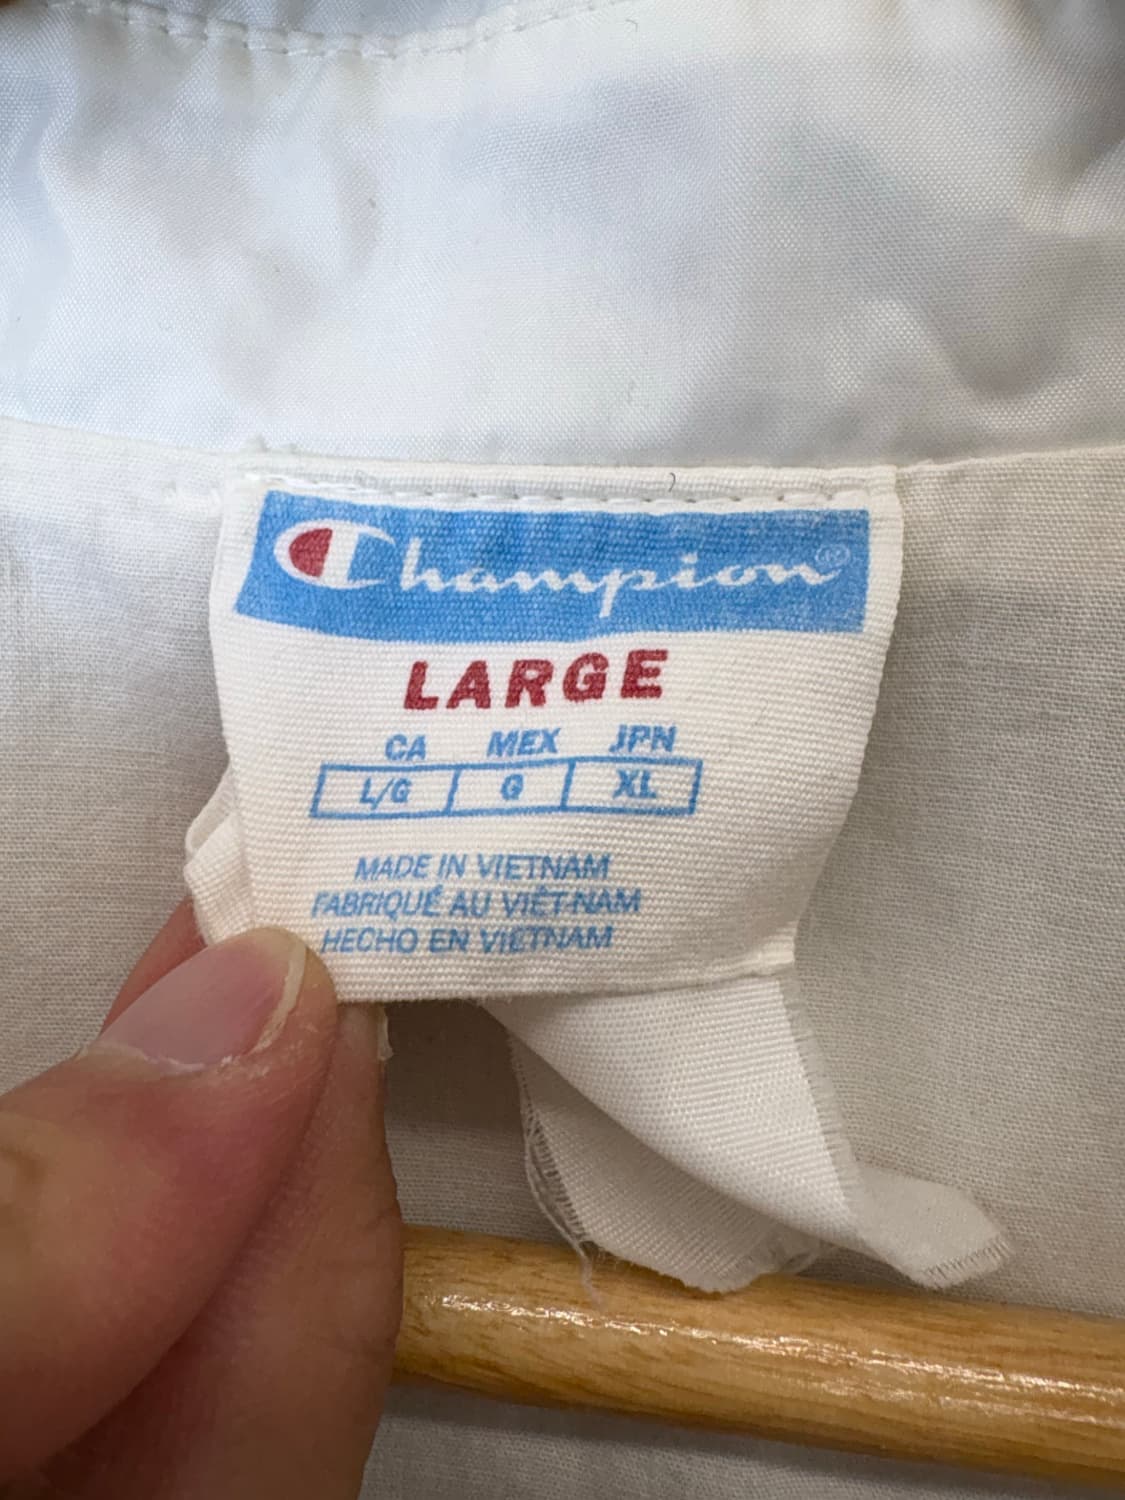 Champion®
LARGE
CA MEX JPN
L/G G XL
MADE IN VIETNAM
FABRIQUÉ AU VIÊT-NAM
HECHO EN VIETNAM